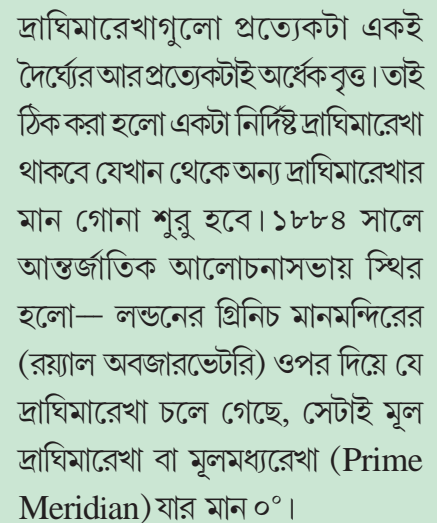 দ্রাঘিমারেখাগুলো প্রত্যেকটা একই
দৈর্ঘ্যের আর প্রত্যেকটাই অর্ধেক বৃত্ত। তাই
ঠিক করা হলো একটা নির্দিষ্ট দ্রাঘিমারেখা
থাকবে যেখান থেকে অন্য দ্রাঘিমারেখার
মান গোনা শুরু হবে। ১৮৮৪ সালে
আন্তর্জাতিক আলোচনাসভায় স্থির
হলো— লন্ডনের গ্রিনিচ মানমন্দিরের
(রয়্যাল অবজারভেটরি) ওপর দিয়ে যে
দ্রাঘিমারেখা চলে গেছে, সেটাই মূল
দ্রাঘিমারেখা বা মূলমধ্যরেখা (Prime
Meridian) যার মান ০°।